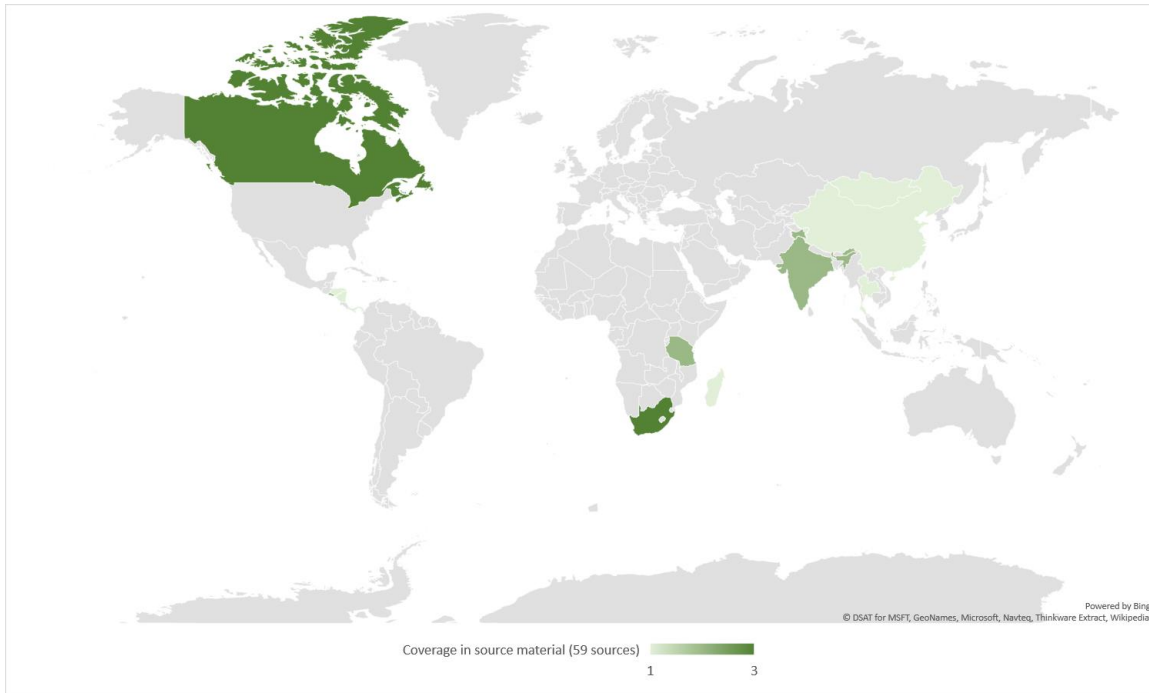 Powered by Bing
© DSAT for MSFT, GeoNames, Microsoft, Navteq, Thinkware Extract, Wikipedia
Coverage in source material (59 sources)
1 3